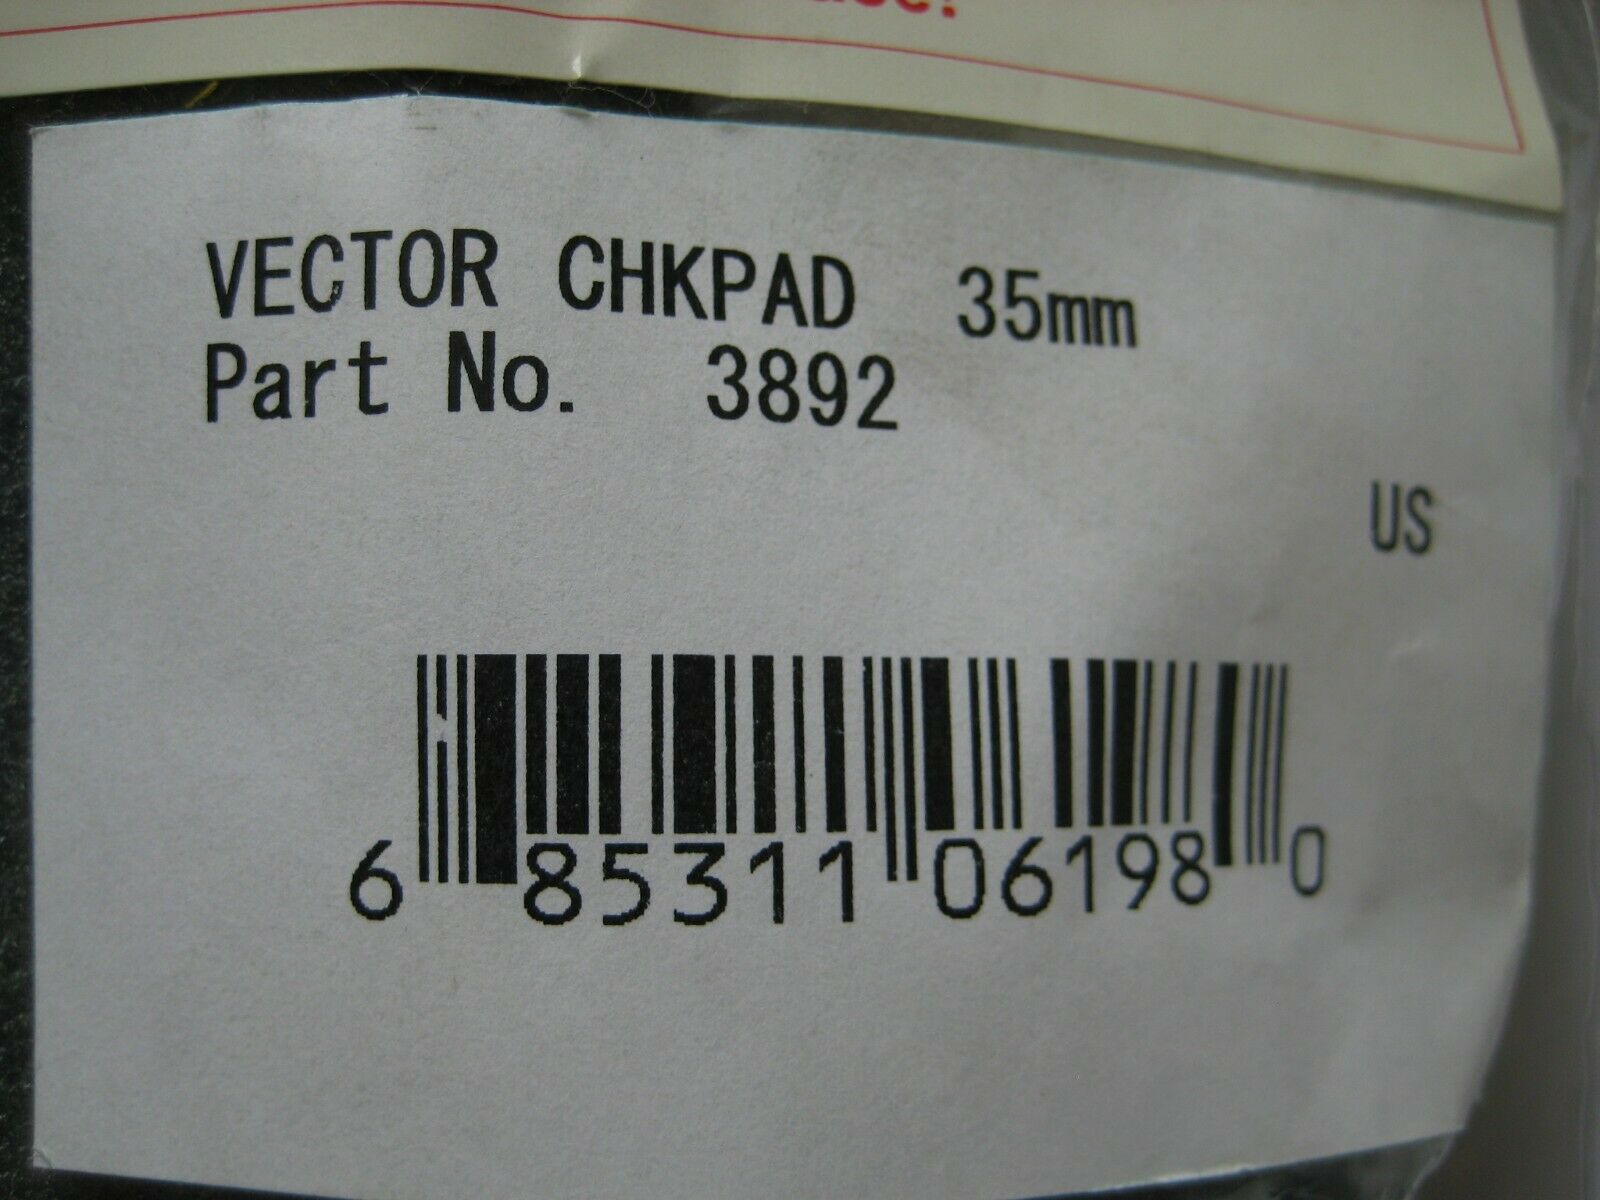 VECTOR CHKPAD 35mm
Part No. 3892
US
6 85311 06198 0